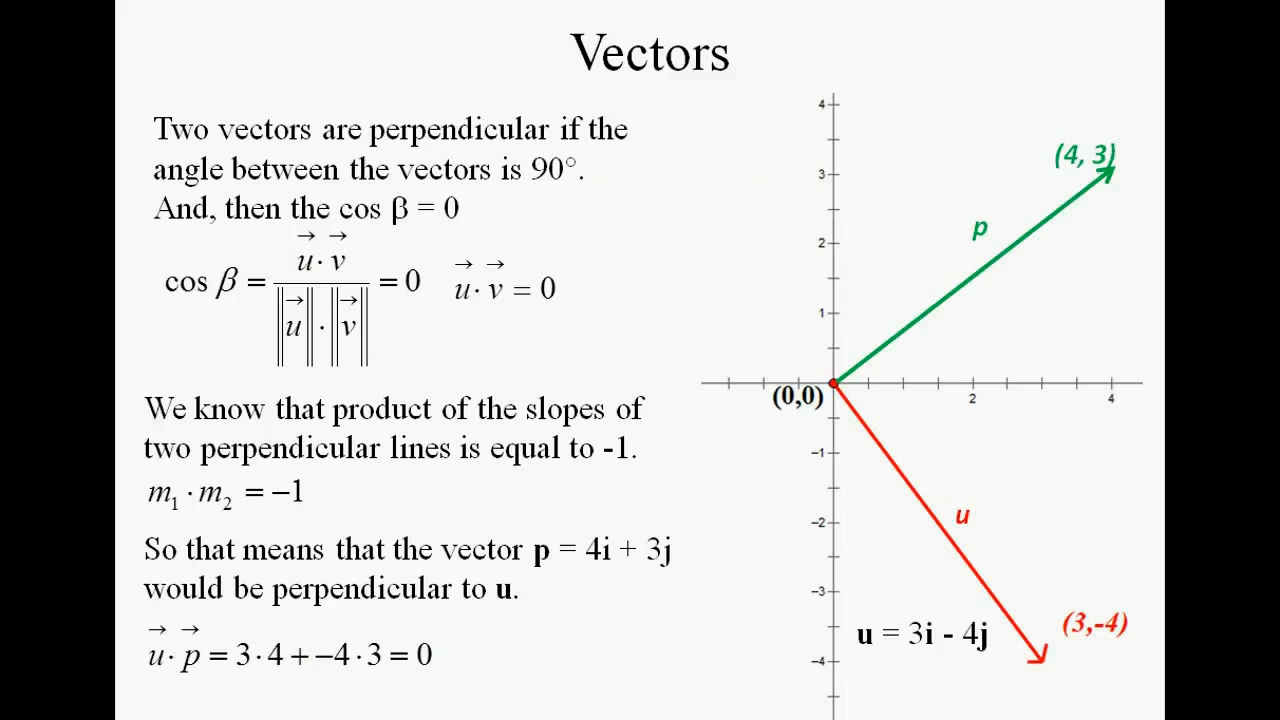 Vectors
Two vectors are perpendicular if the
angle between the vectors is 90°.
And, then the cos β = 0
cos β = (u⃗ · v⃗) / (‖u⃗‖ · ‖v⃗‖) = 0    u⃗ · v⃗ = 0
We know that product of the slopes of
two perpendicular lines is equal to -1.
m₁ · m₂ = −1
So that means that the vector p = 4i + 3j
would be perpendicular to u.
u⃗ · p⃗ = 3 · 4 + −4 · 3 = 0
4
(4, 3)
3
p
2
1
(0,0)
2
4
−1
u
−2
−3
(3,-4)
u = 3i - 4j
−4